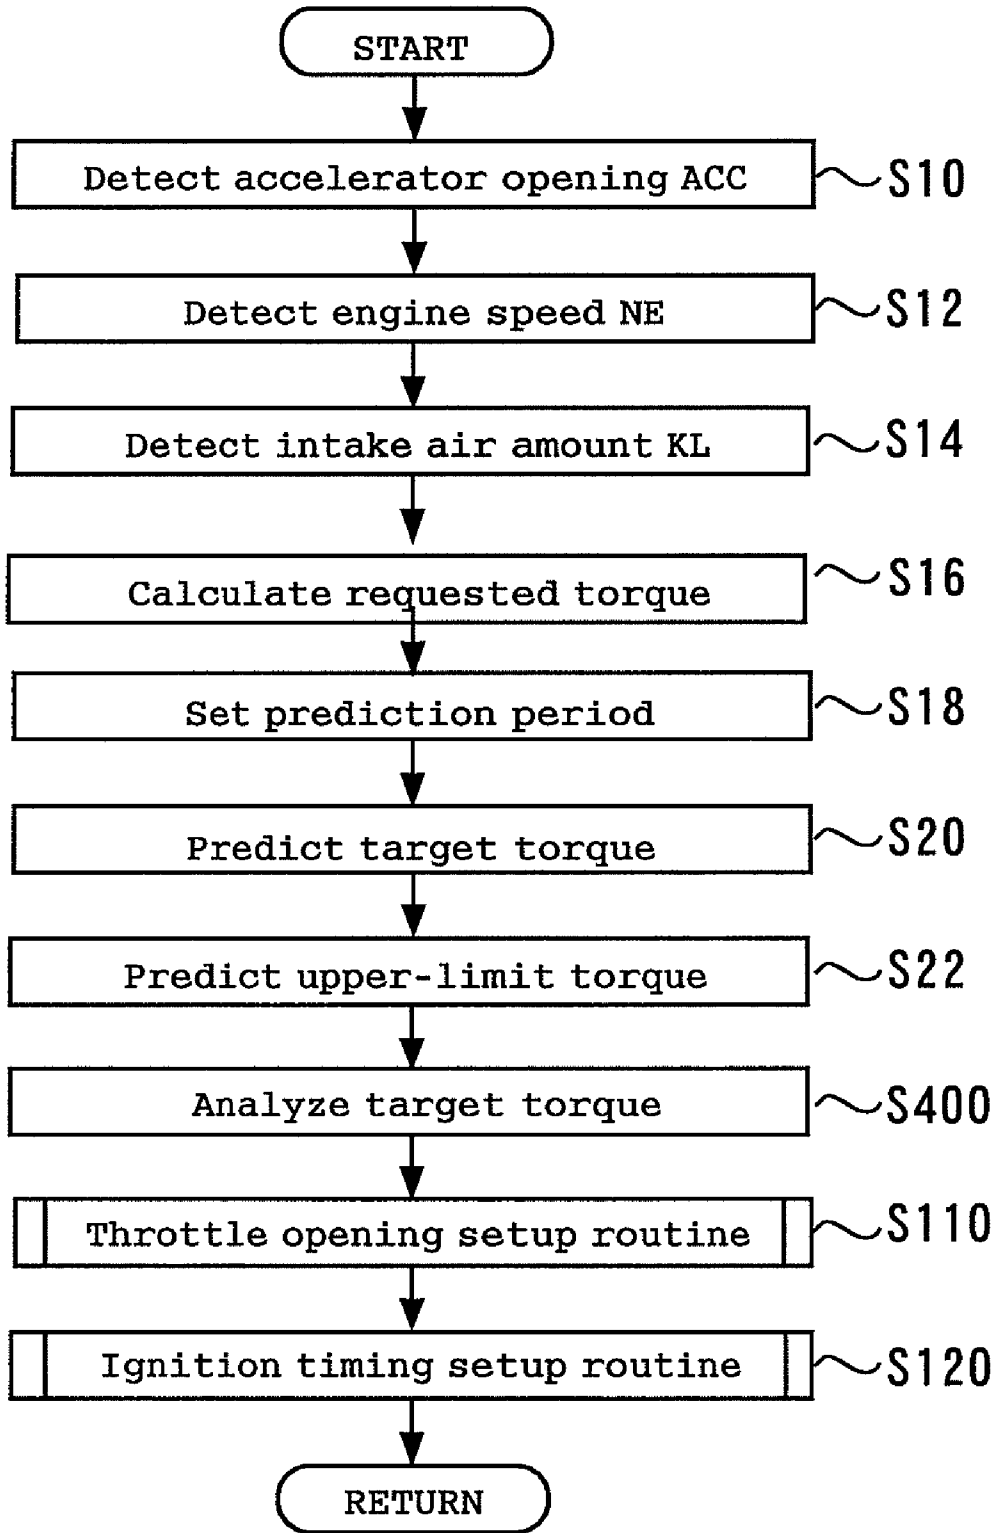 START
Detect accelerator opening ACC
S10
Detect engine speed NE
S12
Detect intake air amount KL
S14
Calculate requested torque
S16
Set prediction period
S18
Predict target torque
S20
Predict upper-limit torque
S22
Analyze target torque
S400
Throttle opening setup routine
S110
Ignition timing setup routine
S120
RETURN